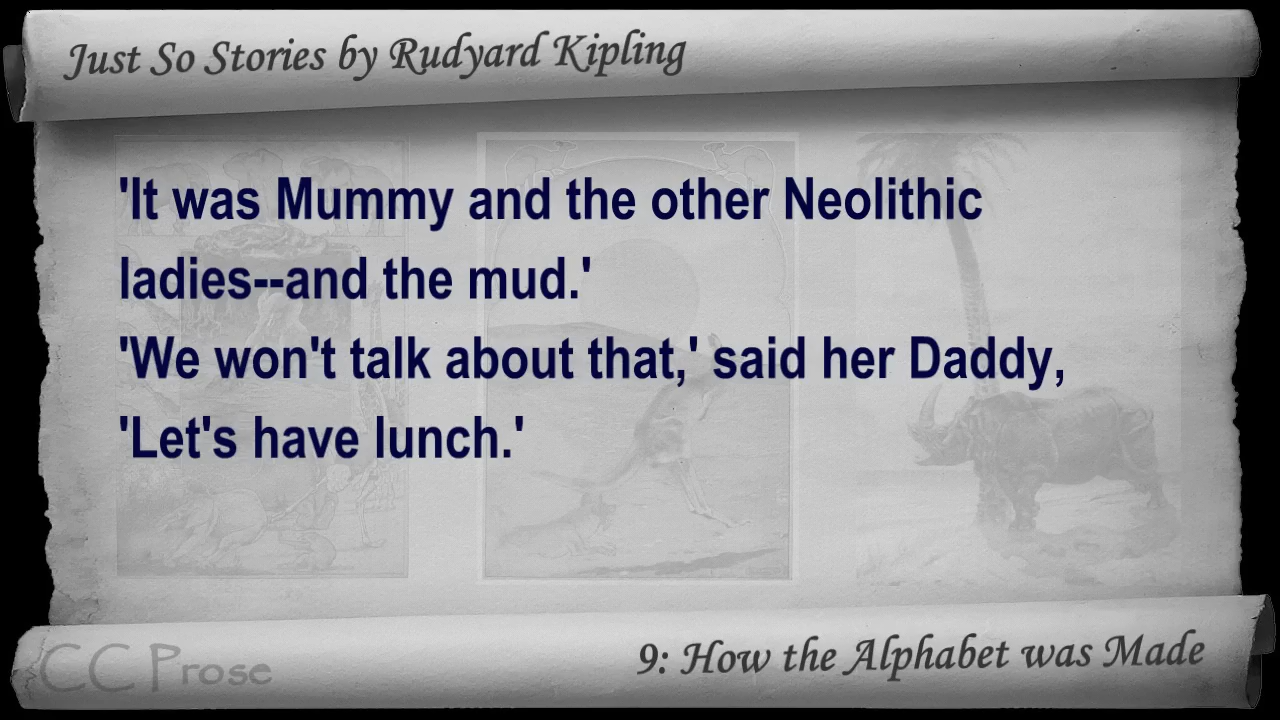 Just So Stories by Rudyard Kipling
'It was Mummy and the other Neolithic
ladies--and the mud.'
'We won't talk about that,' said her Daddy,
'Let's have lunch.'
CC Prose
9: How the Alphabet was Made